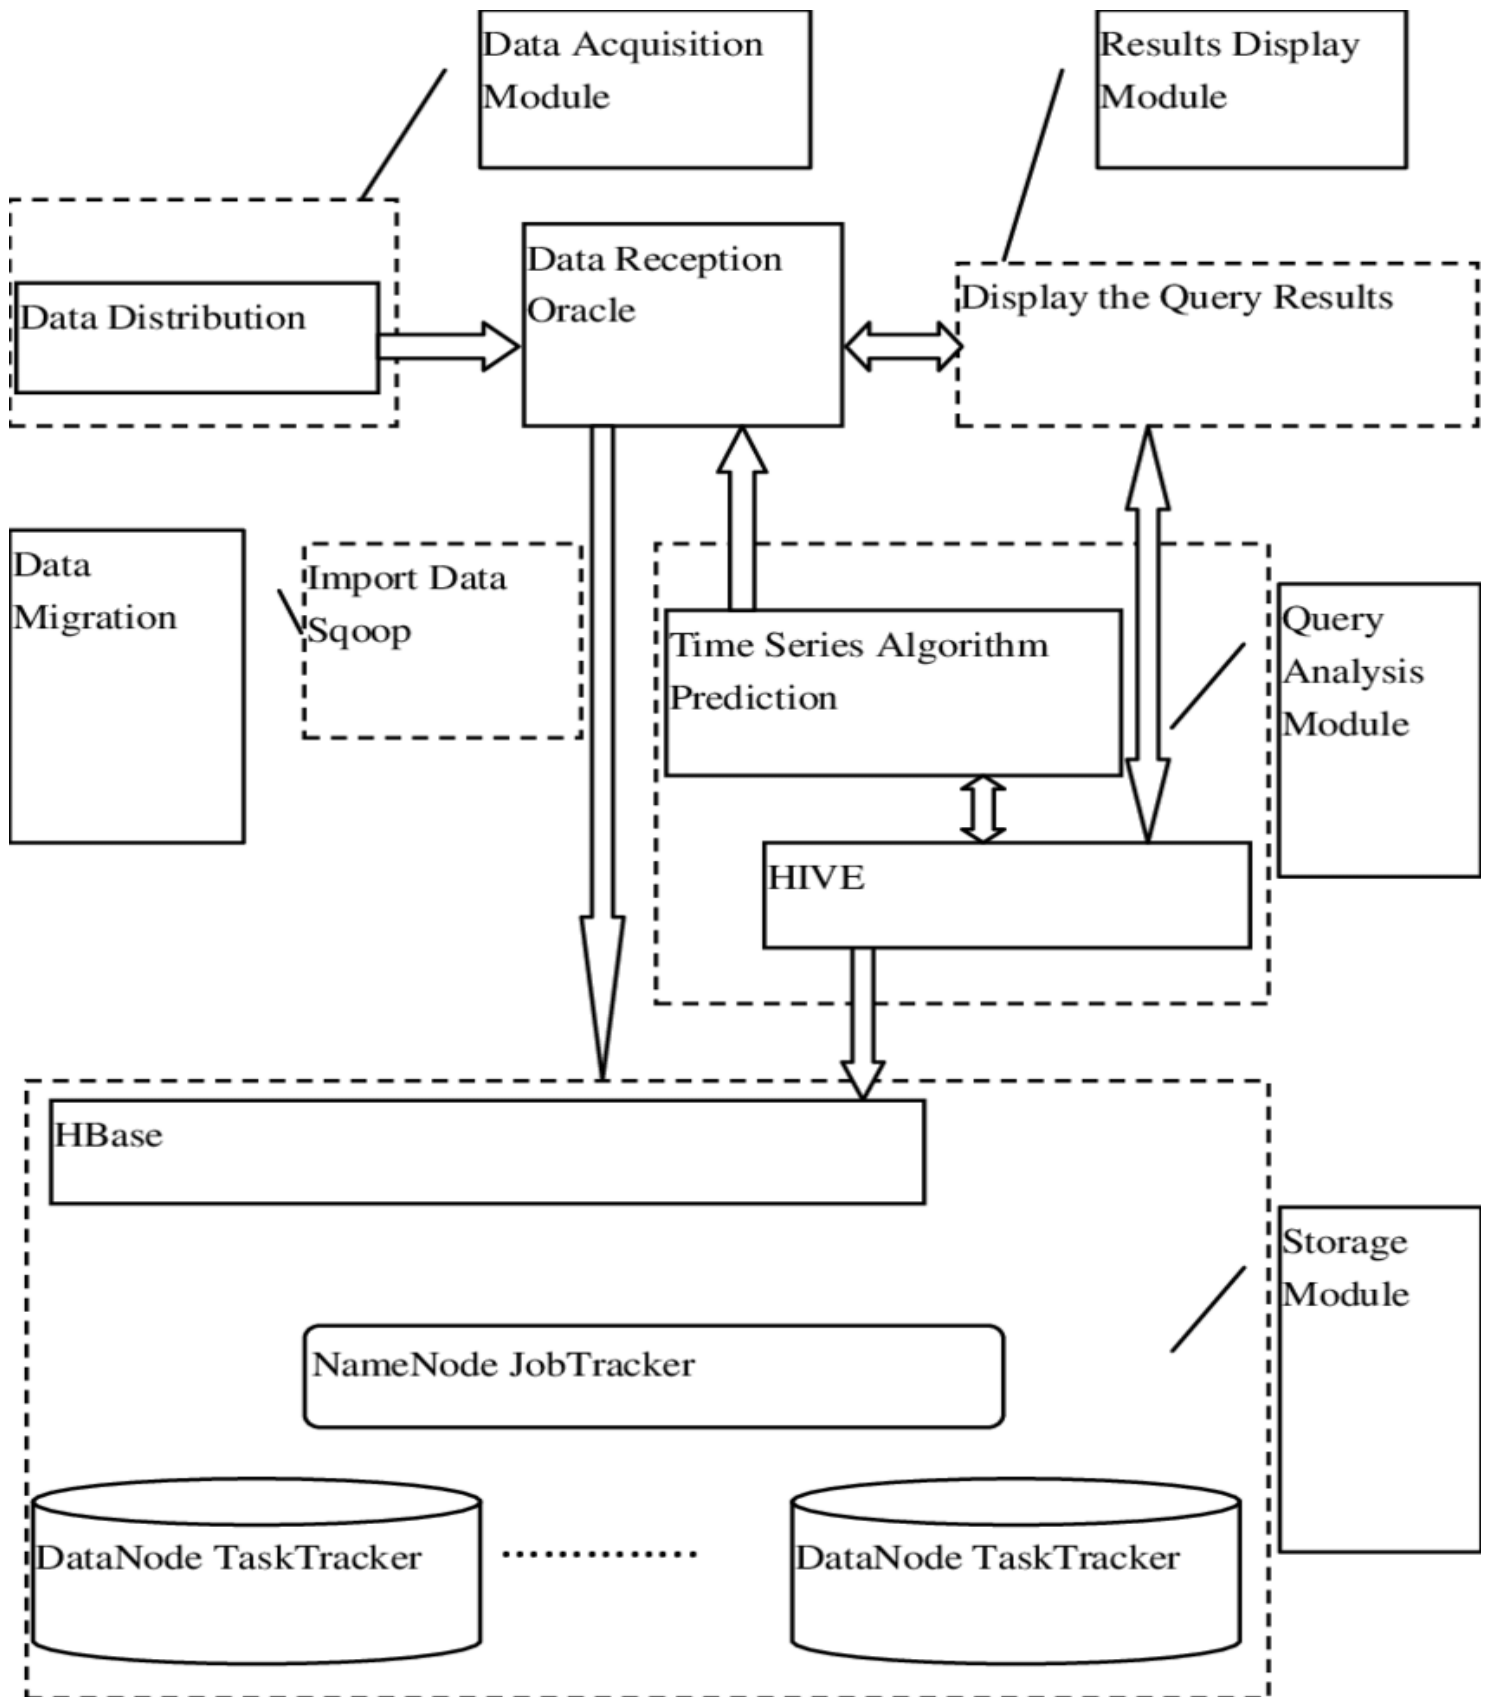 Data Acquisition
Module
Results Display
Module
Data Distribution
Data Reception
Oracle
Display the Query Results
Data
Migration
Import Data
Sqoop
Time Series Algorithm
Prediction
Query
Analysis
Module
HIVE
HBase
Storage
Module
NameNode JobTracker
DataNode TaskTracker
DataNode TaskTracker